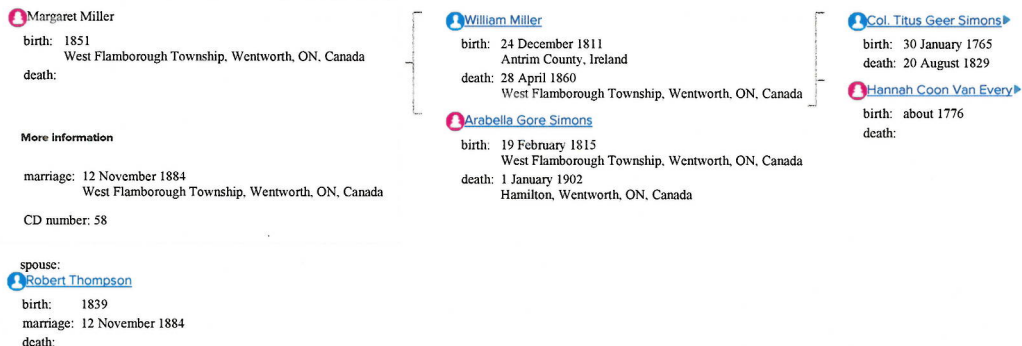 Margaret Miller
birth: 1851
West Flamborough Township, Wentworth, ON, Canada
death:
More information
marriage: 12 November 1884
West Flamborough Township, Wentworth, ON, Canada
CD number: 58
spouse:
Robert Thompson
birth: 1839
marriage: 12 November 1884
death:
William Miller
birth: 24 December 1811
Antrim County, Ireland
death: 28 April 1860
West Flamborough Township, Wentworth, ON, Canada
Arabella Gore Simons
birth: 19 February 1815
West Flamborough Township, Wentworth, ON, Canada
death: 1 January 1902
Hamilton, Wentworth, ON, Canada
Col. Titus Geer Simons
birth: 30 January 1765
death: 20 August 1829
Hannah Coon Van Every
birth: about 1776
death: